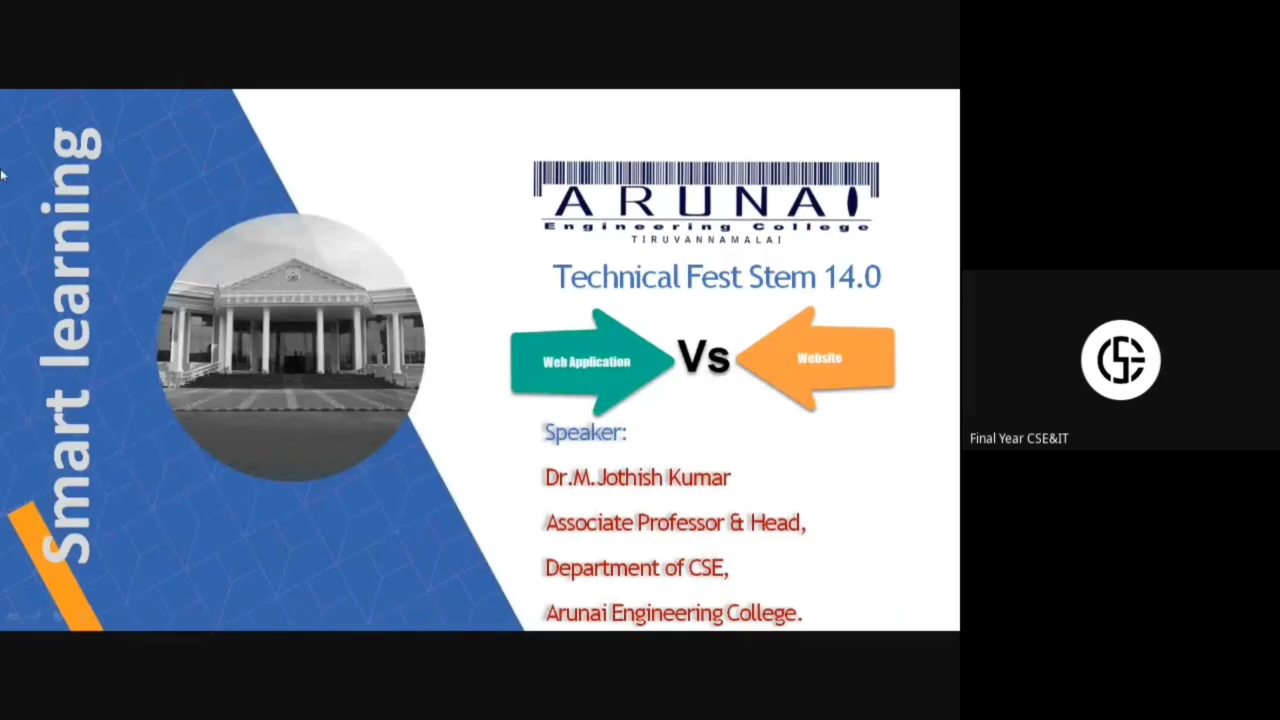 Smart learning
ARUNAI
Engineering College
TIRUVANNAMALAI
Technical Fest Stem 14.0
Web Application Vs Website
Speaker:
Dr.M.Jothish Kumar
Associate Professor & Head,
Department of CSE,
Arunai Engineering College.
CSE
Final Year CSE&IT